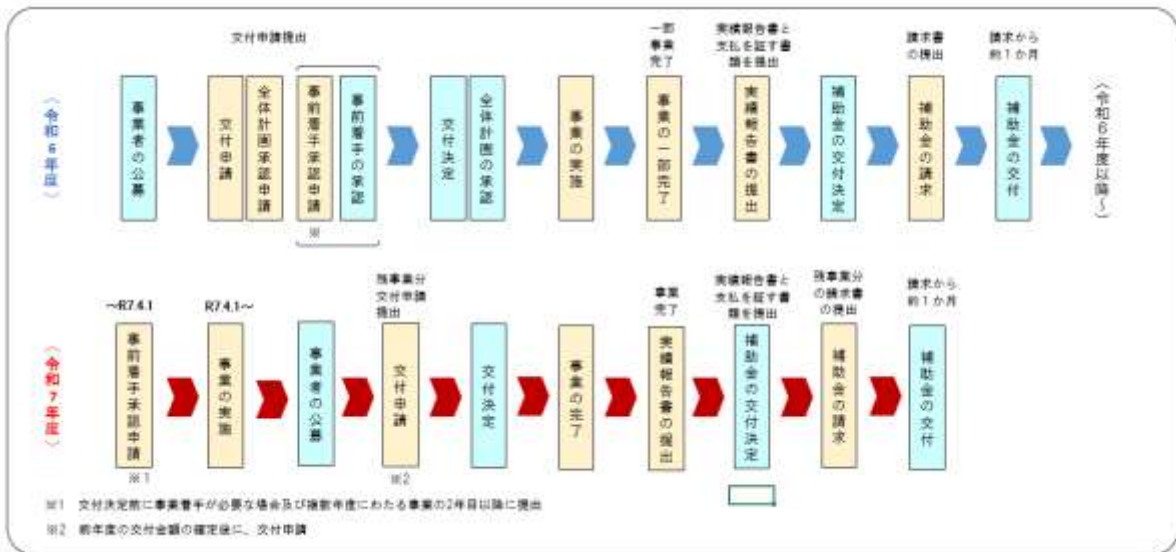 交付申請提出
一部
事業
完了
実績報告書と
支払を証す書
類を提出
請求書
の提出
請求から
約1か月
〈令和6年度〉
事業者の公募
交付申請
全体計画承認申請
事前着手承認申請
※
事前着手の承認
交付決定
全体計画の承認
事業の実施
事業の一部完了
実績報告書の提出
補助金の交付決定
補助金の請求
補助金の交付
〈令和6年度以降～〉
～R7.4.1
R7.4.1～
残事業分
交付申請
提出
事業
完了
実績報告書と
支払を証す書
類を提出
残事業分
の請求書
の提出
請求から
約1か月
〈令和7年度〉
事前着手承認申請
※1
事業の実施
事業者の公募
交付申請
※2
交付決定
事業の完了
実績報告書の提出
補助金の交付決定
補助金の請求
補助金の交付
※1 交付決定前に事業着手が必要な場合及び複数年度にわたる事業の2年目以降に提出
※2 前年度の交付金額の確定後に、交付申請